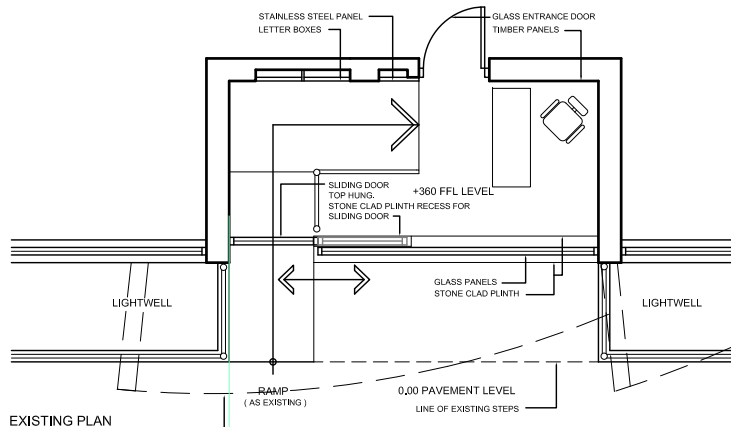 STAINLESS STEEL PANEL
LETTER BOXES
GLASS ENTRANCE DOOR
TIMBER PANELS
SLIDING DOOR
TOP HUNG.
STONE CLAD PLINTH RECESS FOR
SLIDING DOOR
+360 FFL LEVEL
GLASS PANELS
STONE CLAD PLINTH
LIGHTWELL
LIGHTWELL
RAMP
( AS EXISTING )
0.00 PAVEMENT LEVEL
LINE OF EXISTING STEPS
EXISTING PLAN